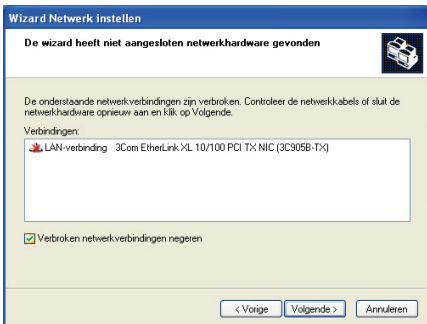 Wizard Netwerk instellen
De wizard heeft niet aangesloten netwerkhardware gevonden
De onderstaande netwerkverbindingen zijn verbroken. Controleer de netwerkkabels of sluit de
netwerkhardware opnieuw aan en klik op Volgende.
Verbindingen:
LAN-verbinding 3Com EtherLink XL 10/100 PCI TX NIC (3C905B-TX)
Verbroken netwerkverbindingen negeren
< Vorige Volgende > Annuleren